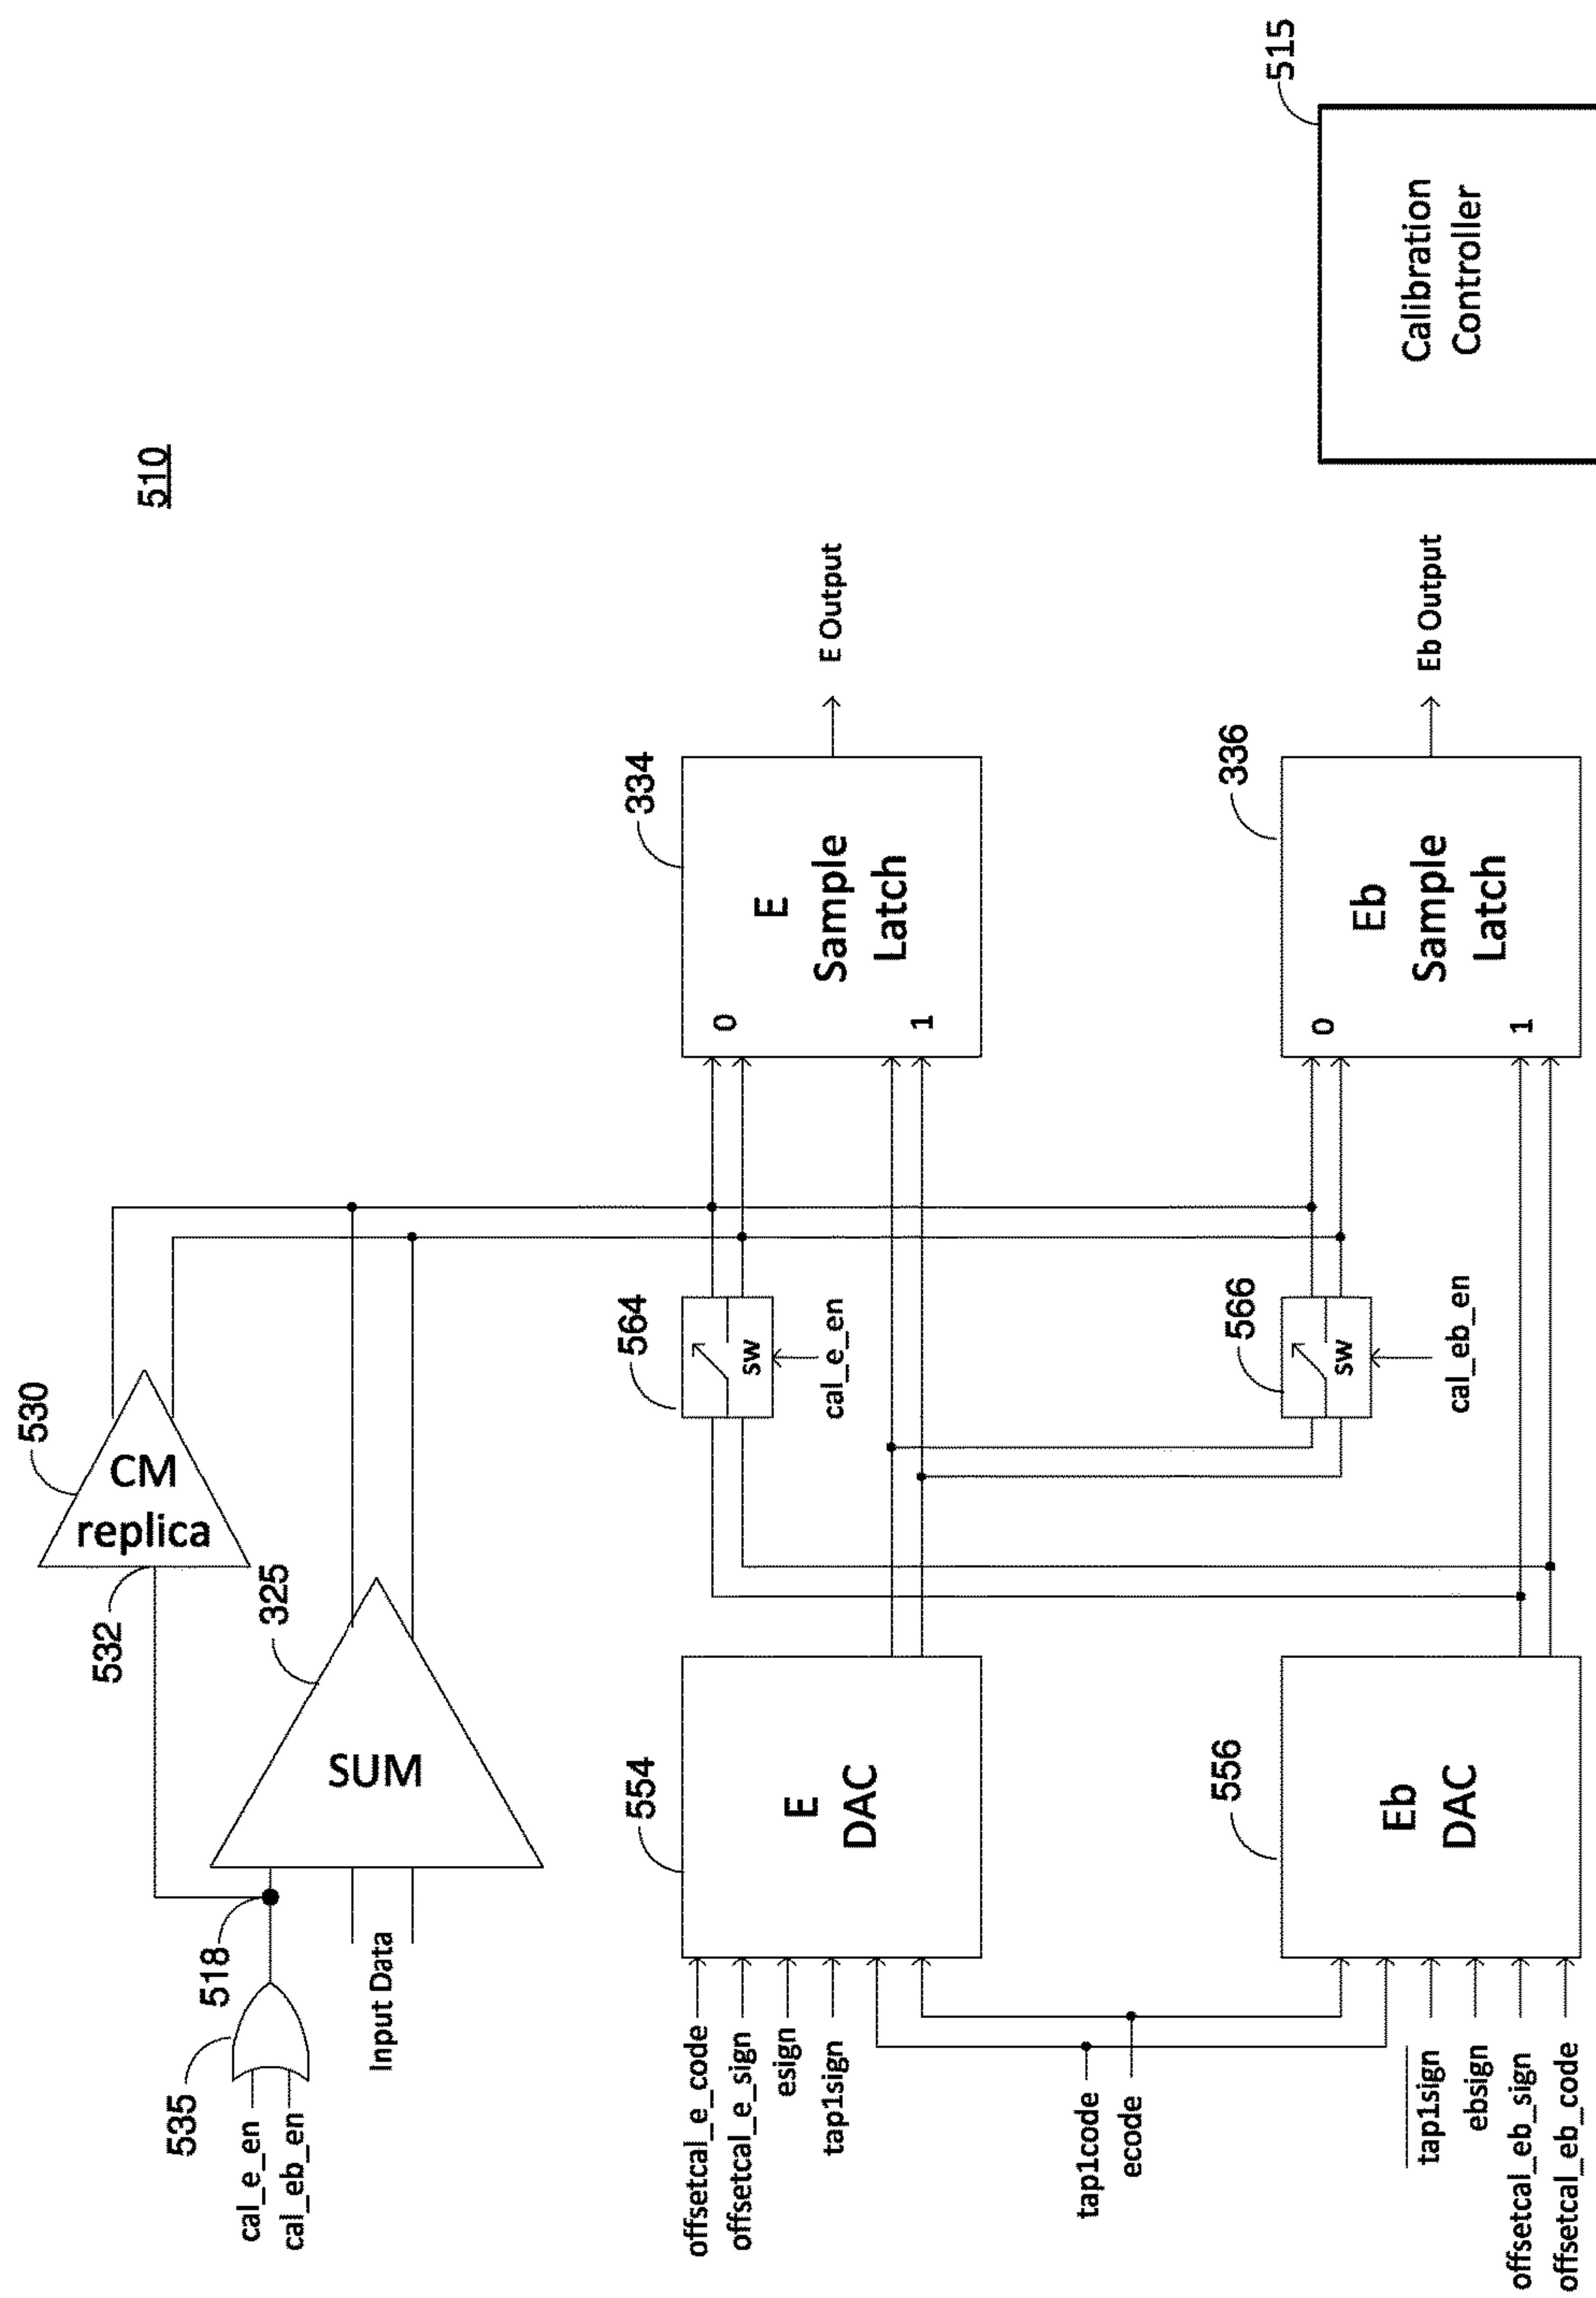 510
530
CM
replica
532
325
SUM
518
535
cal_e_en
cal_eb_en
Input Data
554
E
DAC
offsetcal_e_code
offsetcal_e_sign
esign
tap1sign
564
sw
cal_e_en
334
0
E
Sample
Latch
1
E Output
tap1code
ecode
556
Eb
DAC
tap1sign
ebsign
offsetcal_eb_sign
offsetcal_eb_code
566
sw
cal_eb_en
336
0
Eb
Sample
Latch
1
Eb Output
515
Calibration
Controller